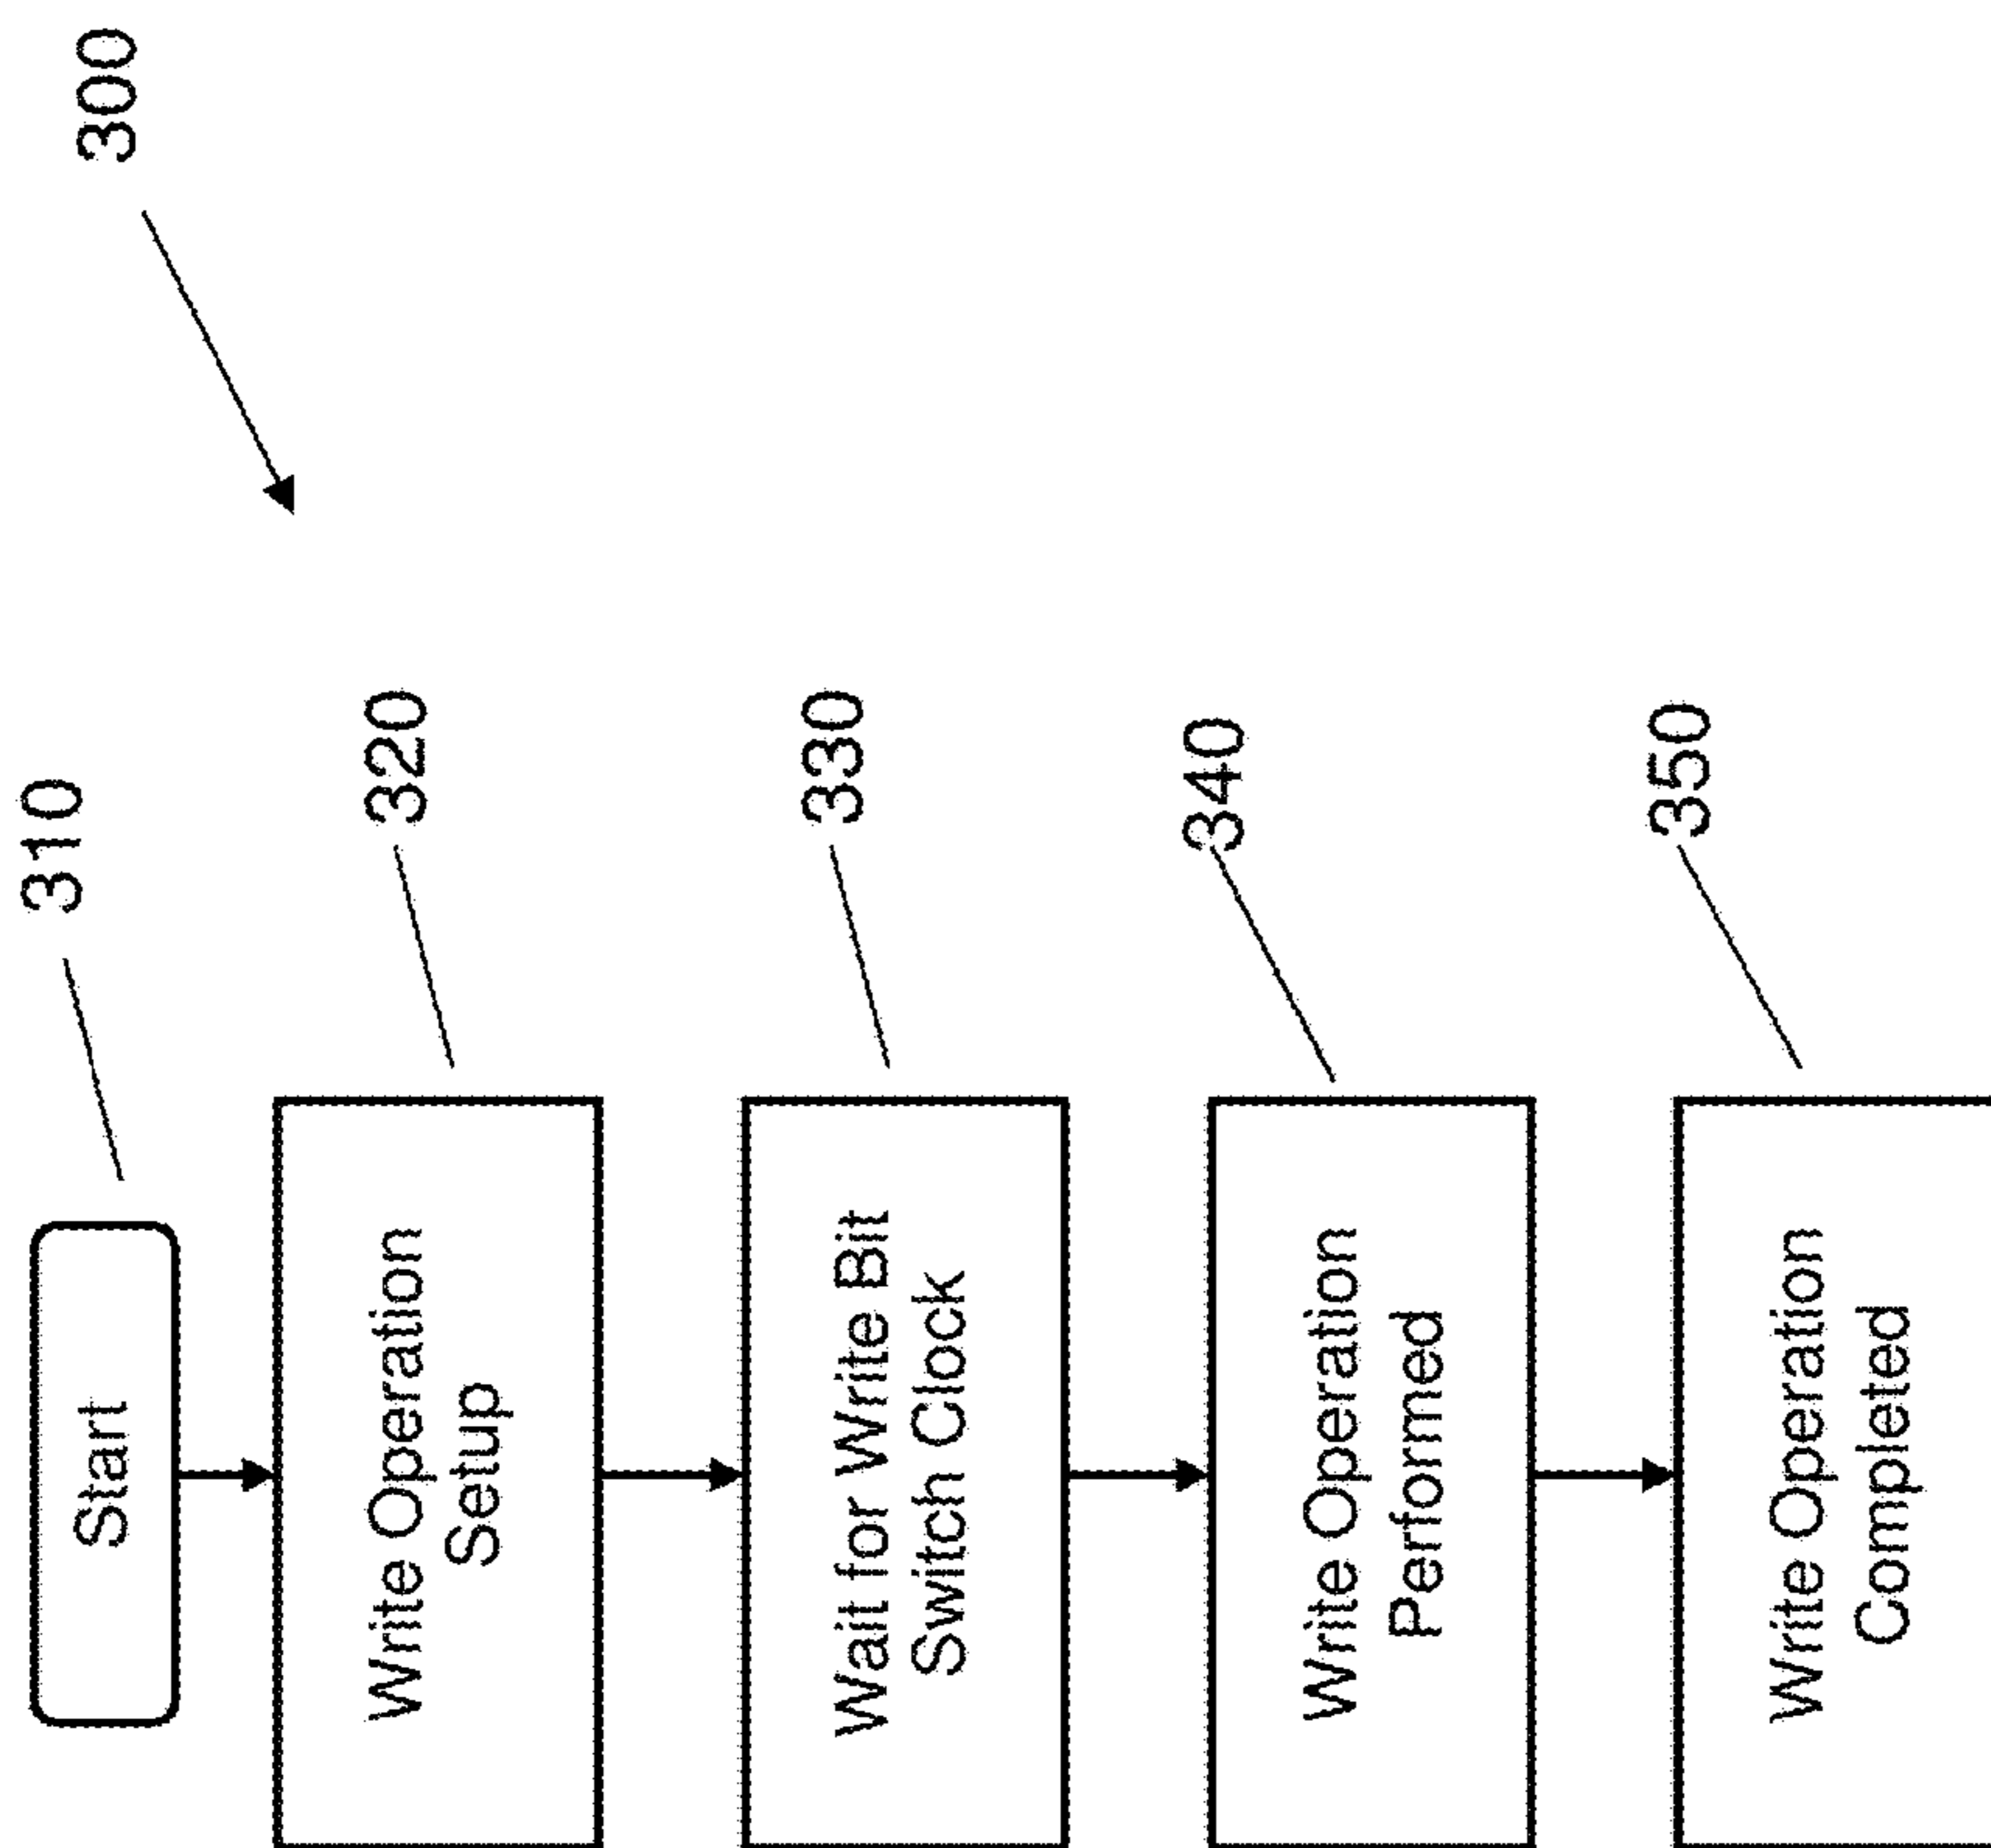 300
310
Start
320
Write Operation
Setup
330
Wait for Write Bit
Switch Clock
340
Write Operation
Performed
350
Write Operation
Completed